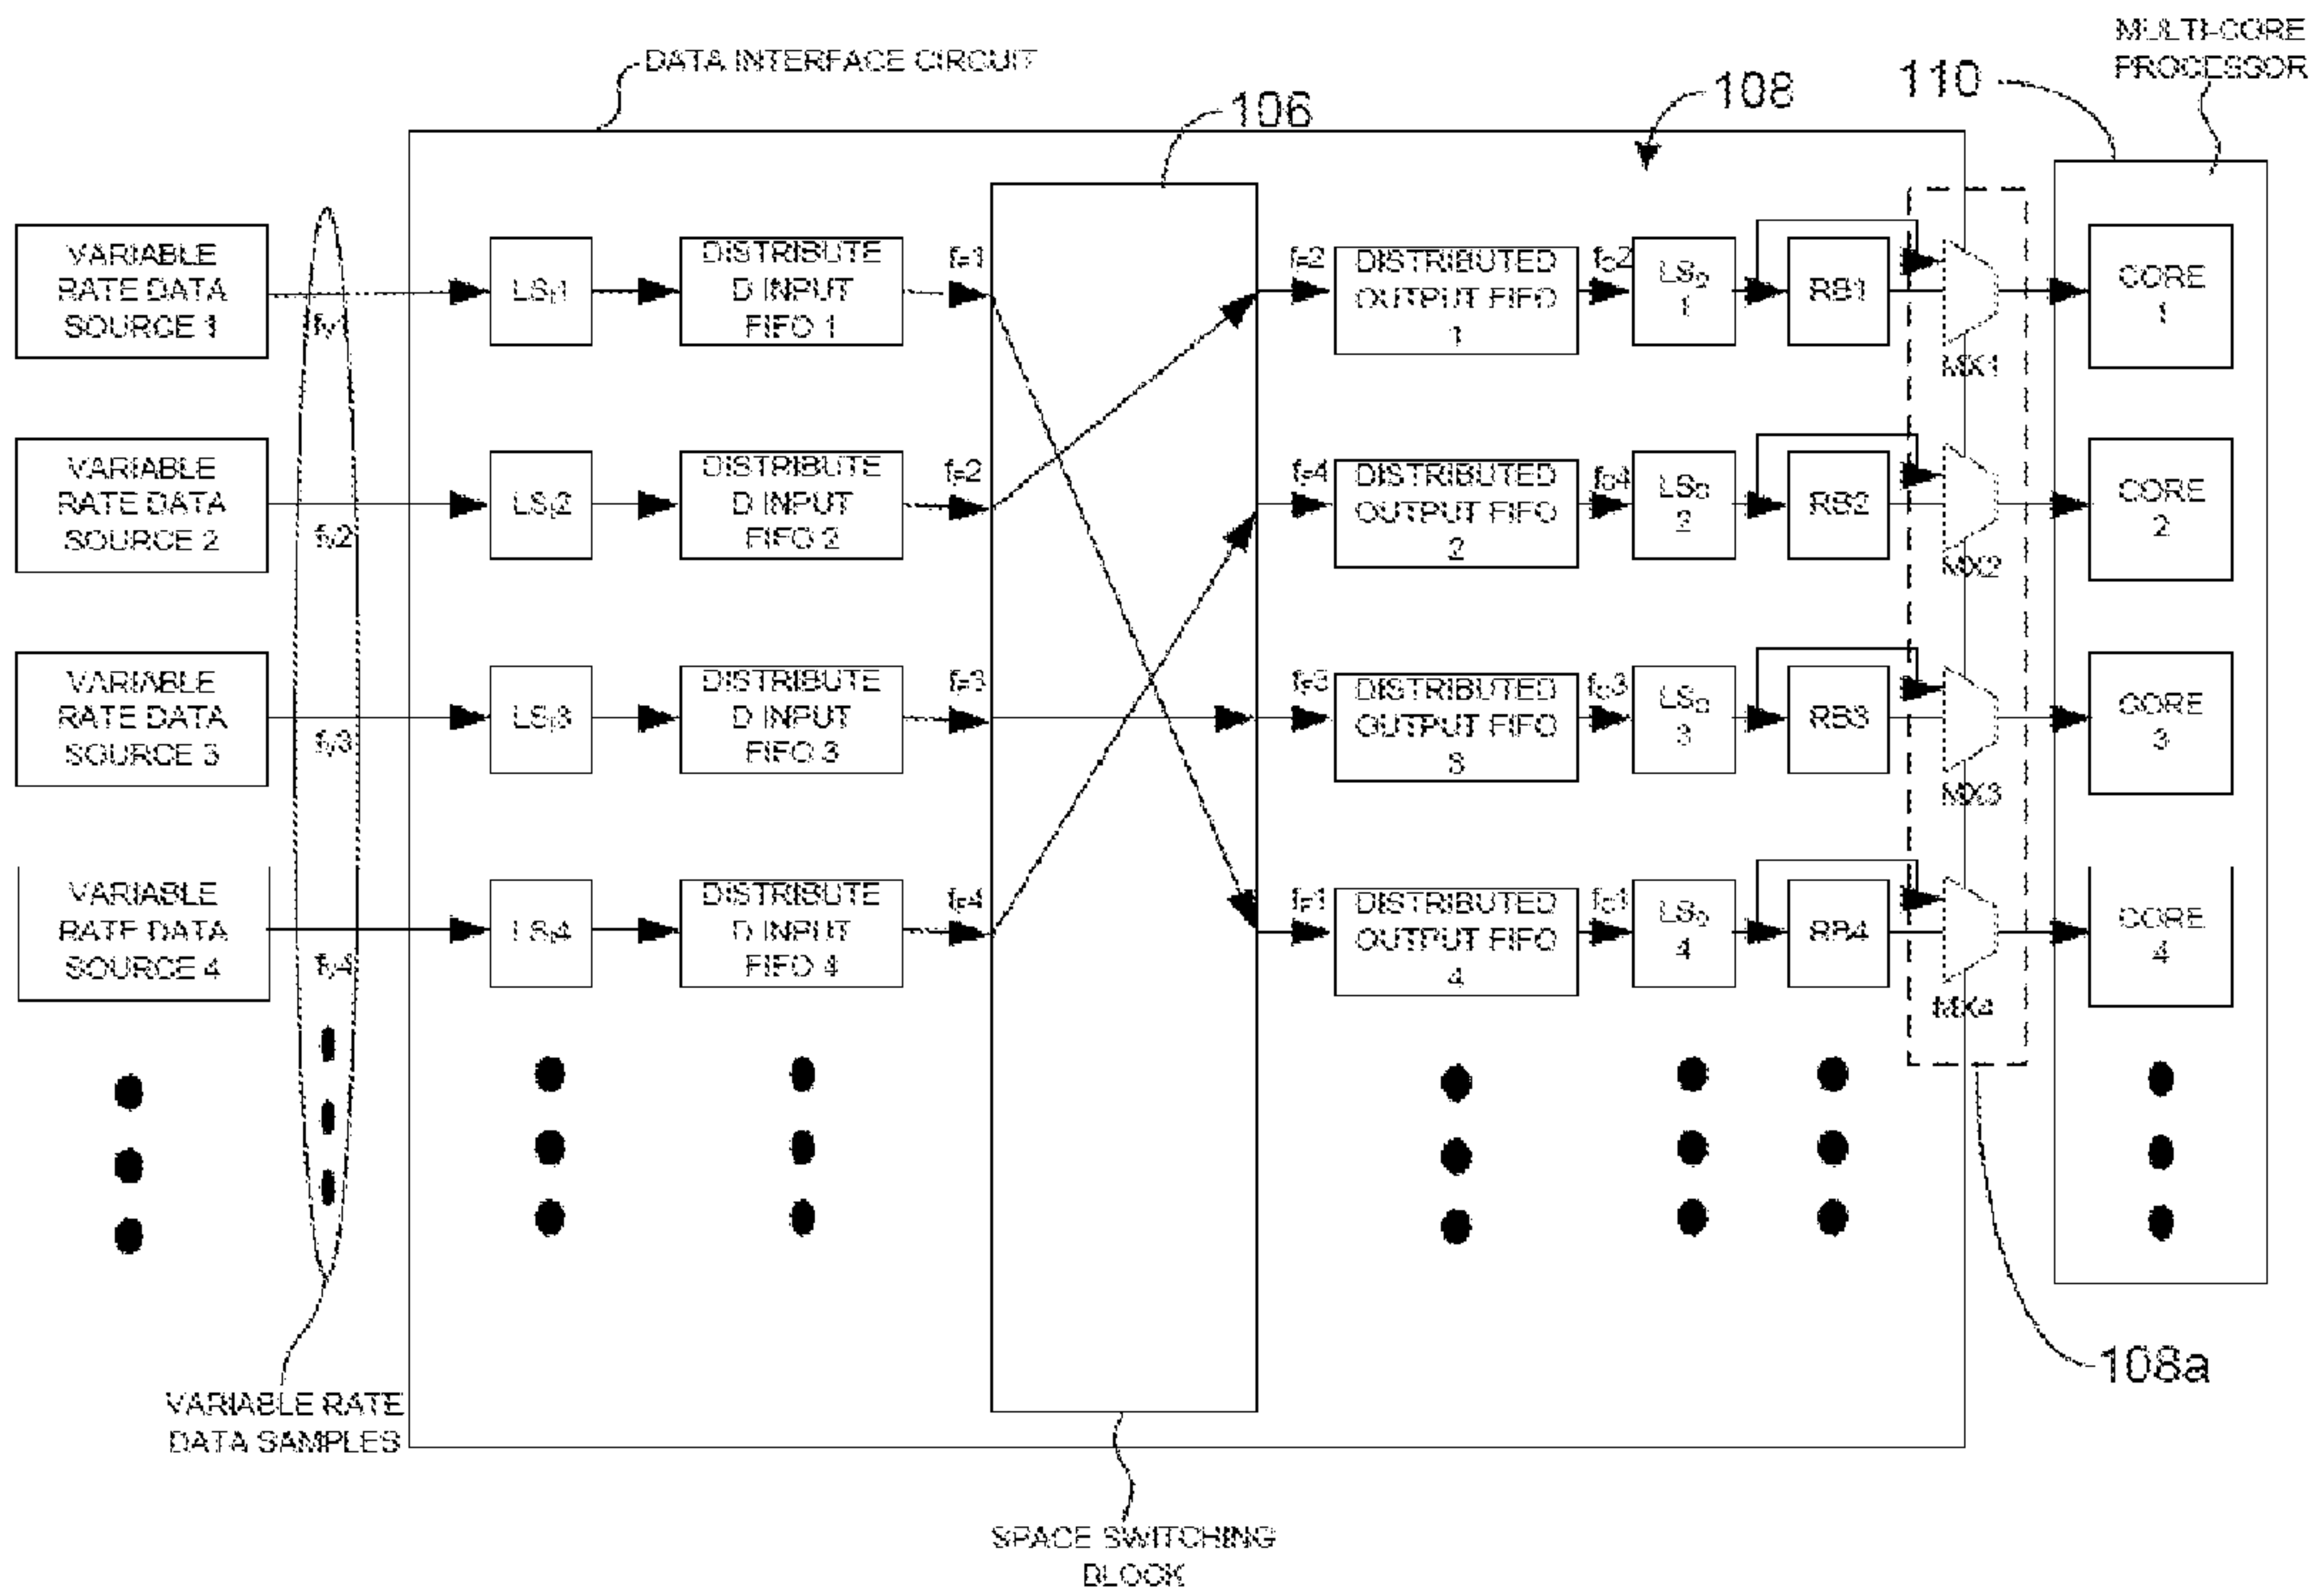 DATA INTERFACE CIRCUIT
MULTI-CORE
PROCESSOR
106
108
110
VARIABLE
RATE DATA
SOURCE 1
LSI1
DISTRIBUTE
D INPUT
FIFO 1
DISTRIBUTED
OUTPUT FIFO
1
LSO
1
RB1
MX1
CORE
1
VARIABLE
RATE DATA
SOURCE 2
LSI2
DISTRIBUTE
D INPUT
FIFO 2
DISTRIBUTED
OUTPUT FIFO
2
LSO
2
RB2
MX2
CORE
2
VARIABLE
RATE DATA
SOURCE 3
LSI3
DISTRIBUTE
D INPUT
FIFO 3
DISTRIBUTED
OUTPUT FIFO
3
LSO
3
RB3
MX3
CORE
3
VARIABLE
RATE DATA
SOURCE 4
LSI4
DISTRIBUTE
D INPUT
FIFO 4
DISTRIBUTED
OUTPUT FIFO
4
LSO
4
RB4
MX4
CORE
4
fV1
fV2
fV3
fV4
fF1
fF2
fF3
fF4
fF2
fF4
fF3
fF1
fC2
fC4
fC3
fC1
108a
VARIABLE RATE
DATA SAMPLES
SPACE SWITCHING
BLOCK